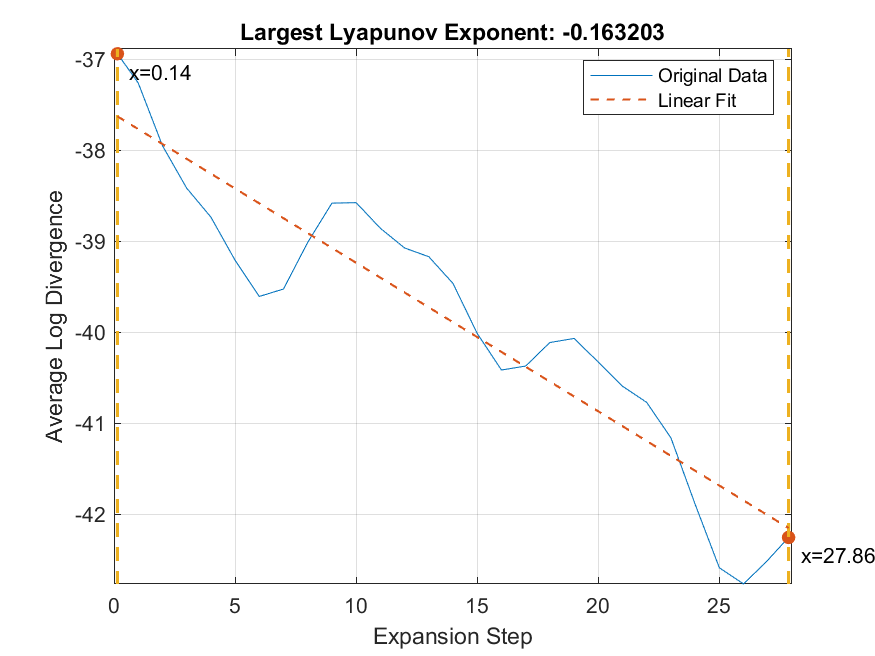 Largest Lyapunov Exponent: -0.163203
-37
x=0.14
Original Data
Linear Fit
-38
-39
Average Log Divergence
-40
-41
-42
x=27.86
0 5 10 15 20 25
Expansion Step